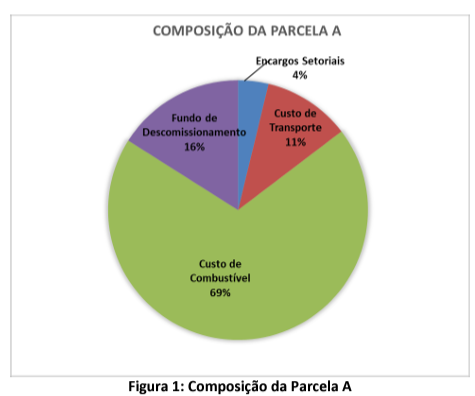 COMPOSIÇÃO DA PARCELA A
Encargos Setoriais
4%
Custo de
Transporte
11%
Fundo de
Descomissionamento
16%
Custo de
Combustível
69%
Figura 1: Composição da Parcela A